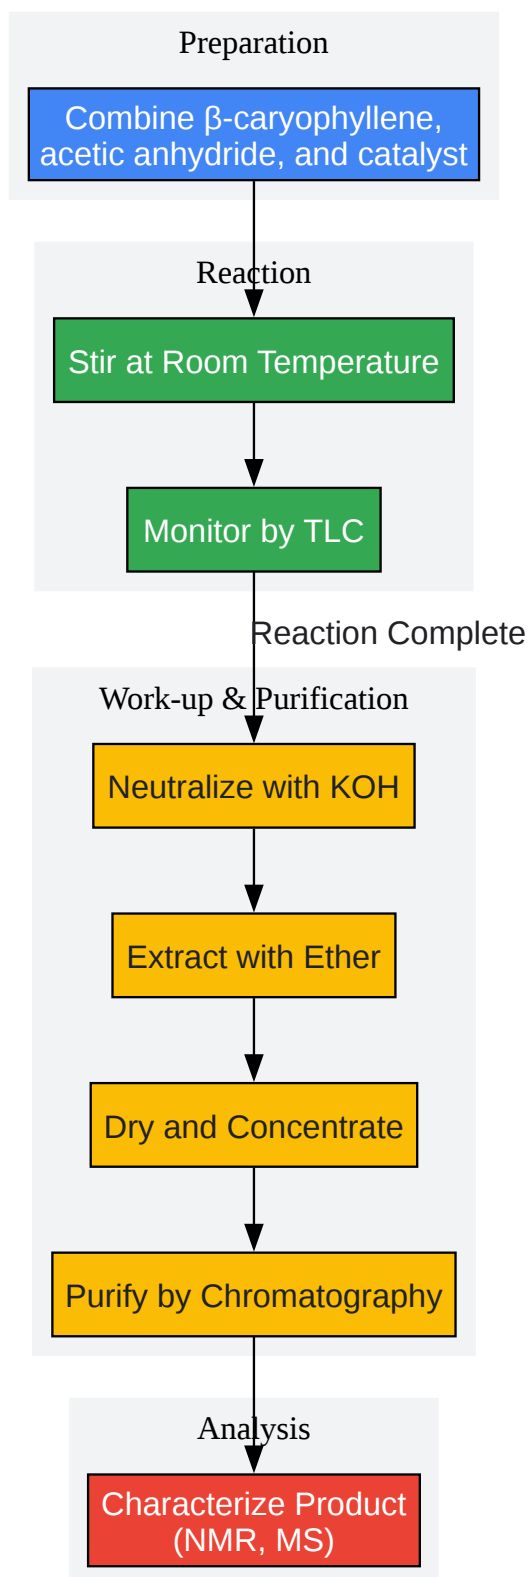 Preparation
Combine β-caryophyllene,
acetic anhydride, and catalyst
Reaction
Stir at Room Temperature
Monitor by TLC
Reaction Complete
Work-up & Purification
Neutralize with KOH
Extract with Ether
Dry and Concentrate
Purify by Chromatography
Analysis
Characterize Product
(NMR, MS)